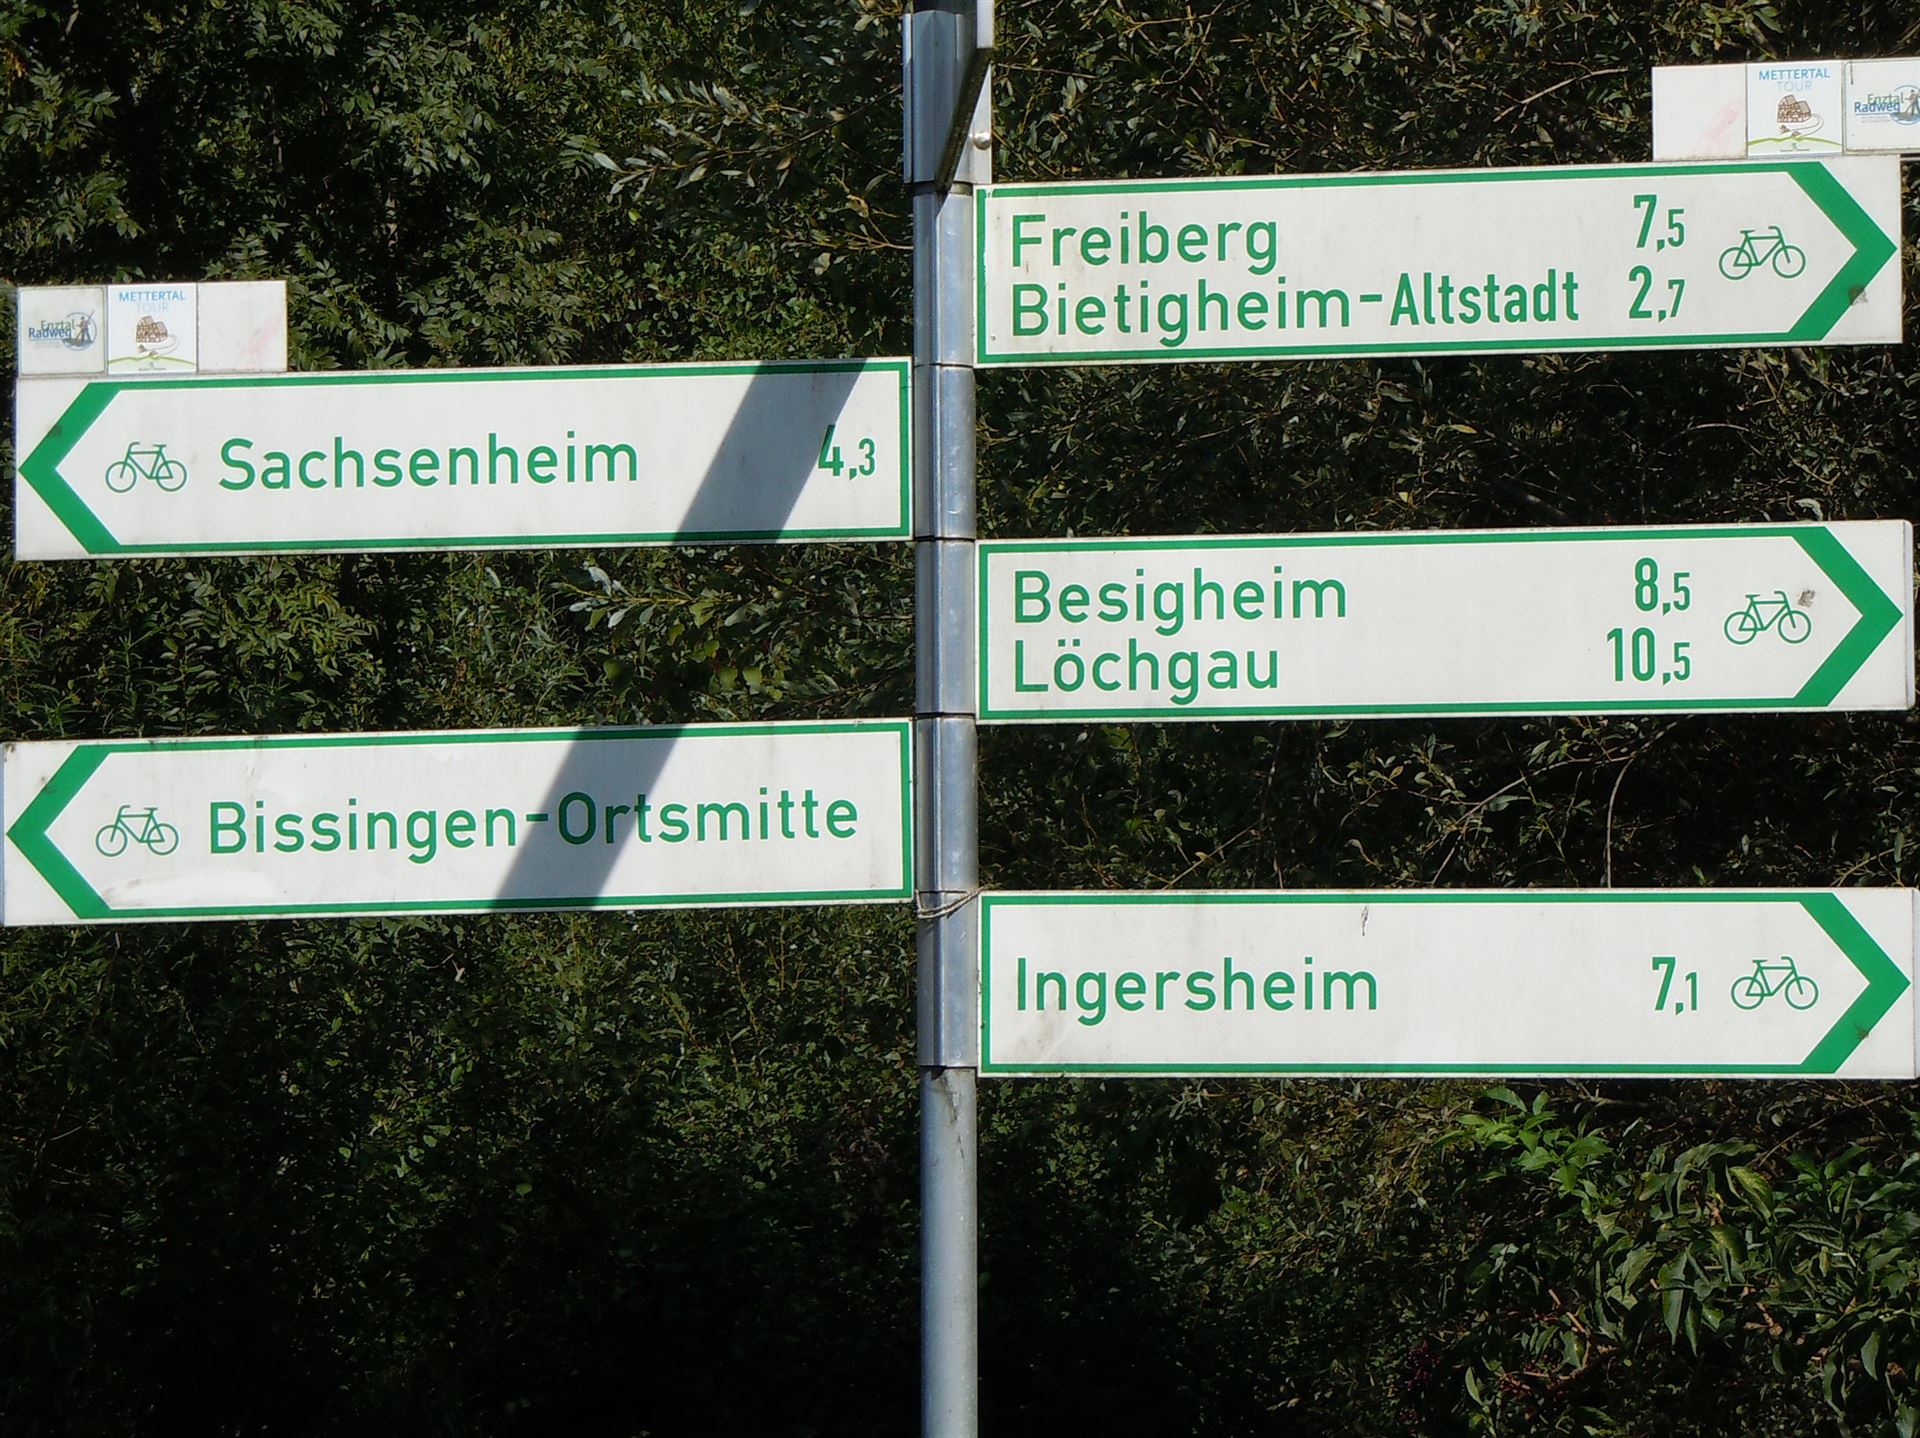 METTERTAL
TOUR
Enztal-
Radweg
Freiberg 7,5
Bietigheim-Altstadt 2,7
Enztal-
Radweg
METTERTAL
TOUR
Sachsenheim 4,3
Besigheim 8,5
Löchgau 10,5
Bissingen-Ortsmitte
Ingersheim 7,1